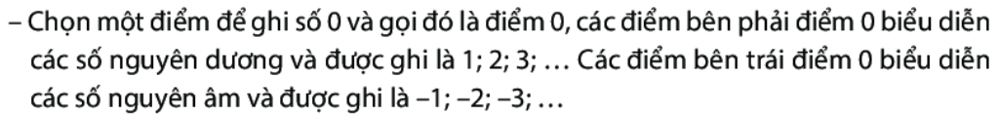 – Chọn một điểm để ghi số 0 và gọi đó là điểm 0, các điểm bên phải điểm 0 biểu diễn
các số nguyên dương và được ghi là 1; 2; 3; … Các điểm bên trái điểm 0 biểu diễn
các số nguyên âm và được ghi là –1; –2; –3; …